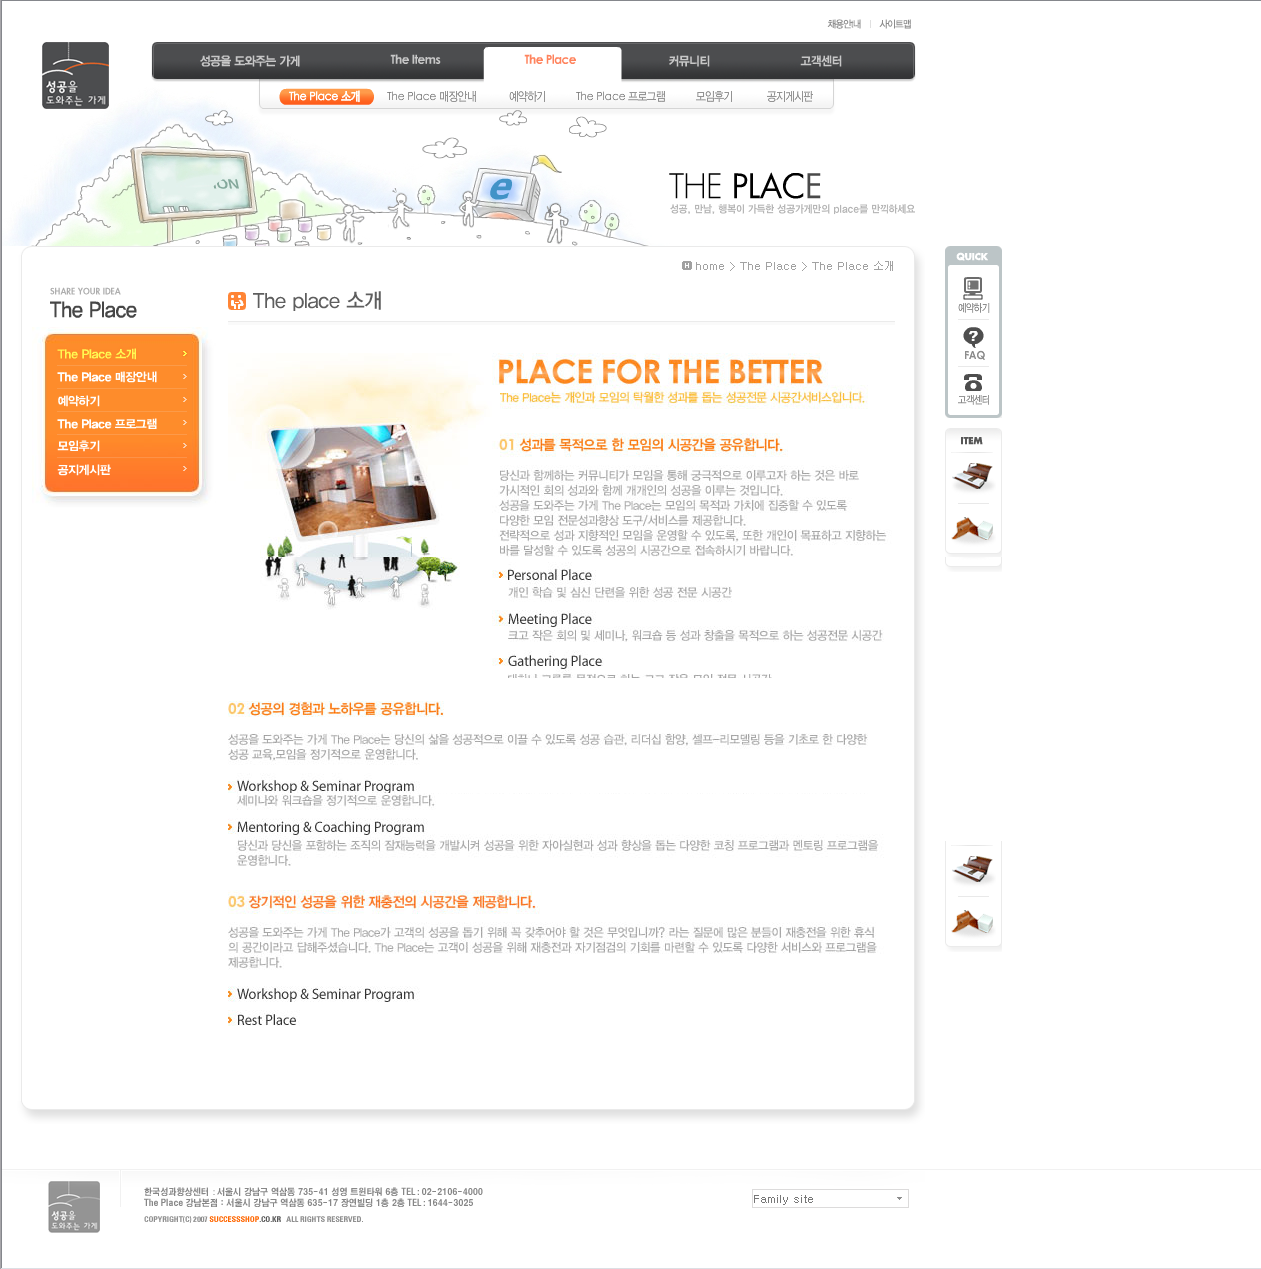 채용안내 사이트맵
성공을 도와주는 가게
성공을 도와주는 가게 The Items The Place 커뮤니티 고객센터
The Place 소개 The Place 매장안내 예약하기 The Place 프로그램 모임후기 공지게시판
THE PLACE
성공, 만남, 행복이 가득한 성공가게만의 place를 만끽하세요
home > The Place > The Place 소개
SHARE YOUR IDEA
The Place
The Place 소개
The Place 매장안내
예약하기
The Place 프로그램
모임후기
공지게시판
The place 소개
PLACE FOR THE BETTER
The Place는 개인과 모임의 탁월한 성과를 돕는 성공전문 시공간서비스입니다.
01 성과를 목적으로 한 모임의 시공간을 공유합니다.
당신과 함께하는 커뮤니티가 모임을 통해 궁극적으로 이루고자 하는 것은 바로
가시적인 회의 성과와 함께 개개인의 성공을 이루는 것입니다.
성공을 도와주는 가게 The Place는 모임의 목적과 가치에 집중할 수 있도록
다양한 모임 전문성과향상 도구/서비스를 제공합니다.
전략적으로 성과 지향적인 모임을 운영할 수 있도록, 또한 개인이 목표하고 지향하는
바를 달성할 수 있도록 성공의 시공간으로 접속하시기 바랍니다.
Personal Place
개인 학습 및 심신 단련을 위한 성공 전문 시공간
Meeting Place
크고 작은 회의 및 세미나, 워크숍 등 성과 창출을 목적으로 하는 성공전문 시공간
Gathering Place
02 성공의 경험과 노하우를 공유합니다.
성공을 도와주는 가게 The Place는 당신의 삶을 성공적으로 이끌 수 있도록 성공 습관, 리더십 함양, 셀프-리모델링 등을 기초로 한 다양한
성공 교육,모임을 정기적으로 운영합니다.
Workshop & Seminar Program
세미나와 워크숍을 정기적으로 운영합니다.
Mentoring & Coaching Program
당신과 당신을 포함하는 조직의 잠재능력을 개발시켜 성공을 위한 자아실현과 성과 향상을 돕는 다양한 코칭 프로그램과 멘토링 프로그램을
운영합니다.
03 장기적인 성공을 위한 재충전의 시공간을 제공합니다.
성공을 도와주는 가게 The Place가 고객의 성공을 돕기 위해 꼭 갖추어야 할 것은 무엇입니까? 라는 질문에 많은 분들이 재충전을 위한 휴식
의 공간이라고 답해주셨습니다. The Place는 고객이 성공을 위해 재충전과 자기점검의 기회를 마련할 수 있도록 다양한 서비스와 프로그램을
제공합니다.
Workshop & Seminar Program
Rest Place
QUICK
예약하기
FAQ
고객센터
ITEM
성공을 도와주는 가게
한국성과향상센터 : 서울시 강남구 역삼동 735-41 성영 트윈타워 6층 TEL : 02-2106-4000
The Place 강남본점 : 서울시 강남구 역삼동 635-17 장연빌딩 1층 2층 TEL : 1644-3025
COPYRIGHT(C) 2007 SUCCESSSHOP.CO.KR ALL RIGHTS RESERVED.
Family site